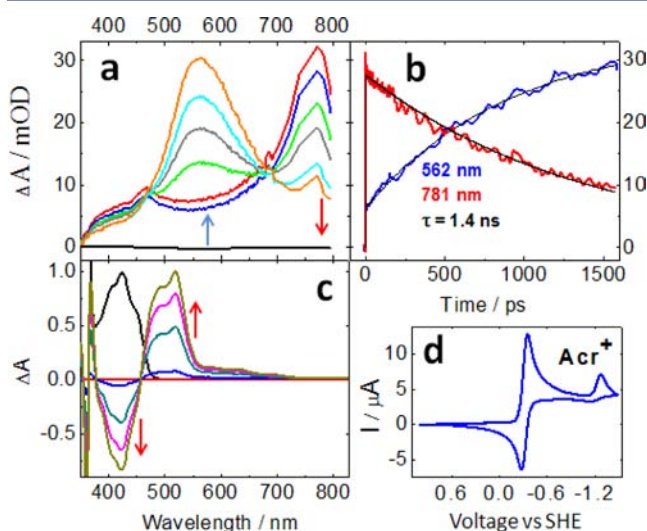 400 500 600 700 800
ΔA / mOD
30
20
10
0
a
b
562 nm
781 nm
τ = 1.4 ns
30
20
10
0
0 500 1000 1500
Time / ps
ΔA
1.0
0.5
0.0
-0.5
c
400 500 600 700 800
Wavelength / nm
d
Acr+
I / μA
10
5
0
-5
0.6 0.0 -0.6 -1.2
Voltage vs SHE